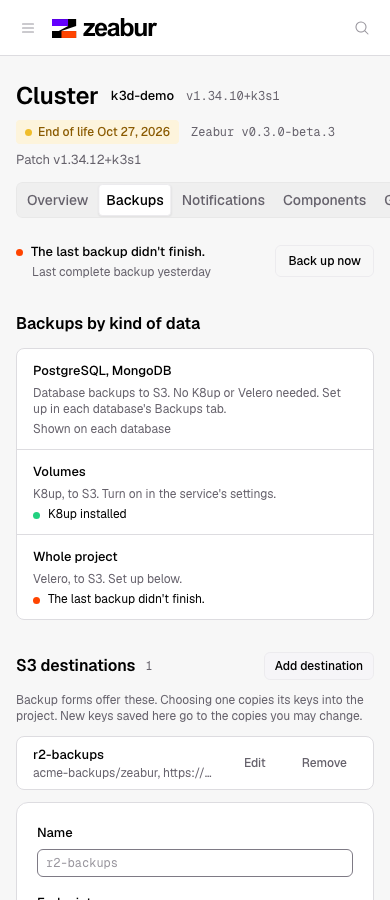 zeabur
Cluster k3d-demo v1.34.10+k3s1
End of life Oct 27, 2026 Zeabur v0.3.0-beta.3
Patch v1.34.12+k3s1
Overview Backups Notifications Components
The last backup didn't finish.
Last complete backup yesterday
Back up now
Backups by kind of data
PostgreSQL, MongoDB
Database backups to S3. No K8up or Velero needed. Set
up in each database's Backups tab.
Shown on each database
Volumes
K8up, to S3. Turn on in the service's settings.
K8up installed
Whole project
Velero, to S3. Set up below.
The last backup didn't finish.
S3 destinations 1
Add destination
Backup forms offer these. Choosing one copies its keys into the
project. New keys saved here go to the copies you may change.
r2-backups
acme-backups/zeabur, https://…
Edit Remove
Name
r2-backups